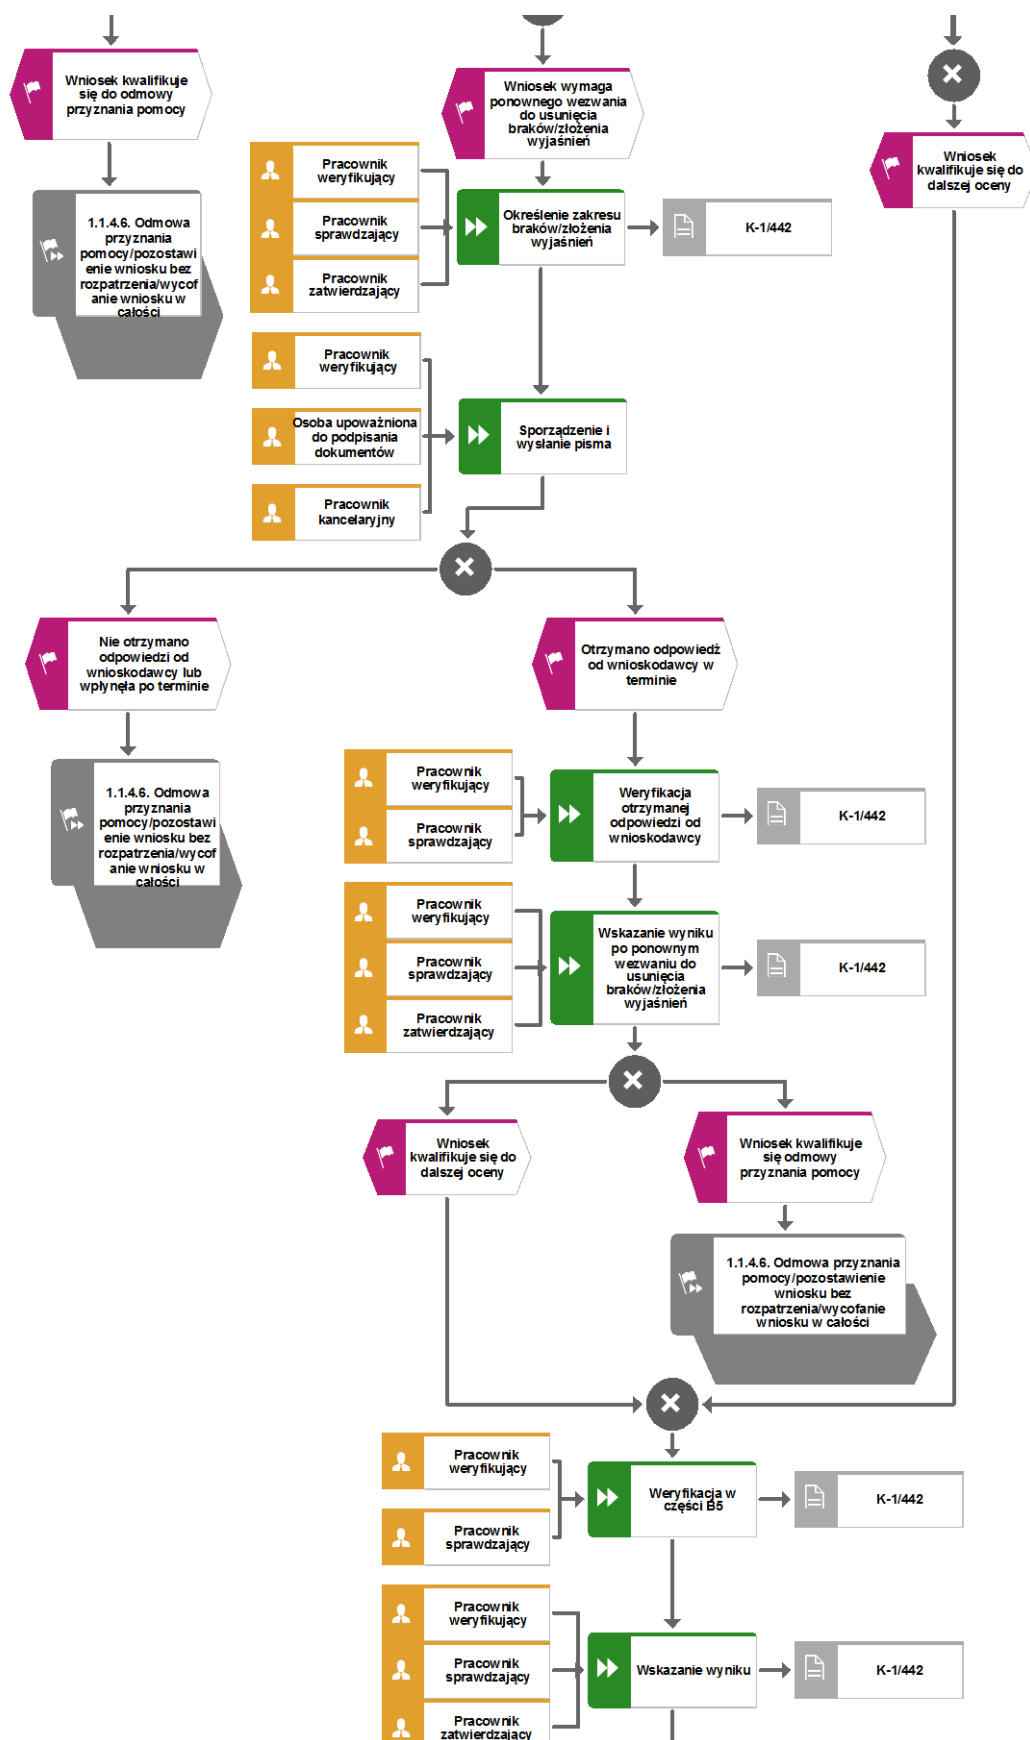 Wniosek kwalifikuje
się do odmowy
przyznania pomocy
1.1.4.6. Odmowa
przyznania
pomocy/pozostawi
enie wniosku bez
rozpatrzenia/wycof
anie wniosku w
całości
Wniosek wymaga
ponownego wezwania
do usunięcia
braków/złożenia
wyjaśnień
Wniosek
kwalifikuje się do
dalszej oceny
Pracownik
weryfikujący
Pracownik
sprawdzający
Pracownik
zatwierdzający
Określenie zakresu
braków/złożenia
wyjaśnień
K-1/442
Pracownik
weryfikujący
Osoba upoważniona
do podpisania
dokumentów
Pracownik
kancelaryjny
Sporządzenie i
wysłanie pisma
Nie otrzymano
odpowiedzi od
wnioskodawcy lub
wpłynęła po terminie
1.1.4.6. Odmowa
przyznania
pomocy/pozostawi
enie wniosku bez
rozpatrzenia/wycof
anie wniosku w
całości
Otrzymano odpowiedź
od wnioskodawcy w
terminie
Pracownik
weryfikujący
Pracownik
sprawdzający
Weryfikacja
otrzymanej
odpowiedzi od
wnioskodawcy
K-1/442
Pracownik
weryfikujący
Pracownik
sprawdzający
Pracownik
zatwierdzający
Wskazanie wyniku
po ponownym
wezwaniu do
usunięcia
braków/złożenia
wyjaśnień
K-1/442
Wniosek
kwalifikuje się do
dalszej oceny
Wniosek kwalifikuje
się odmowy
przyznania pomocy
1.1.4.6. Odmowa przyznania
pomocy/pozostawienie
wniosku bez
rozpatrzenia/wycofanie
wniosku w całości
Pracownik
weryfikujący
Pracownik
sprawdzający
Weryfikacja w
części B5
K-1/442
Pracownik
weryfikujący
Pracownik
sprawdzający
Pracownik
zatwierdzający
Wskazanie wyniku
K-1/442